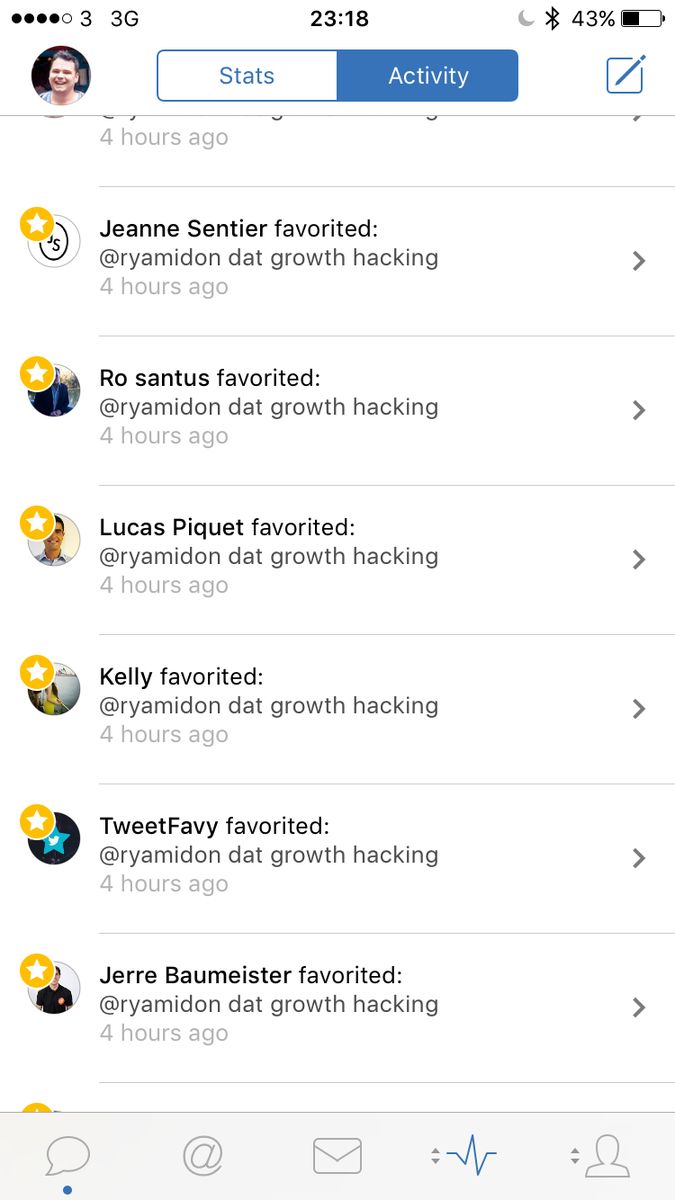 3 3G 23:18 43%
Stats Activity
4 hours ago
Jeanne Sentier favorited:
@ryamidon dat growth hacking
4 hours ago
Ro santus favorited:
@ryamidon dat growth hacking
4 hours ago
Lucas Piquet favorited:
@ryamidon dat growth hacking
4 hours ago
Kelly favorited:
@ryamidon dat growth hacking
4 hours ago
TweetFavy favorited:
@ryamidon dat growth hacking
4 hours ago
Jerre Baumeister favorited:
@ryamidon dat growth hacking
4 hours ago
@